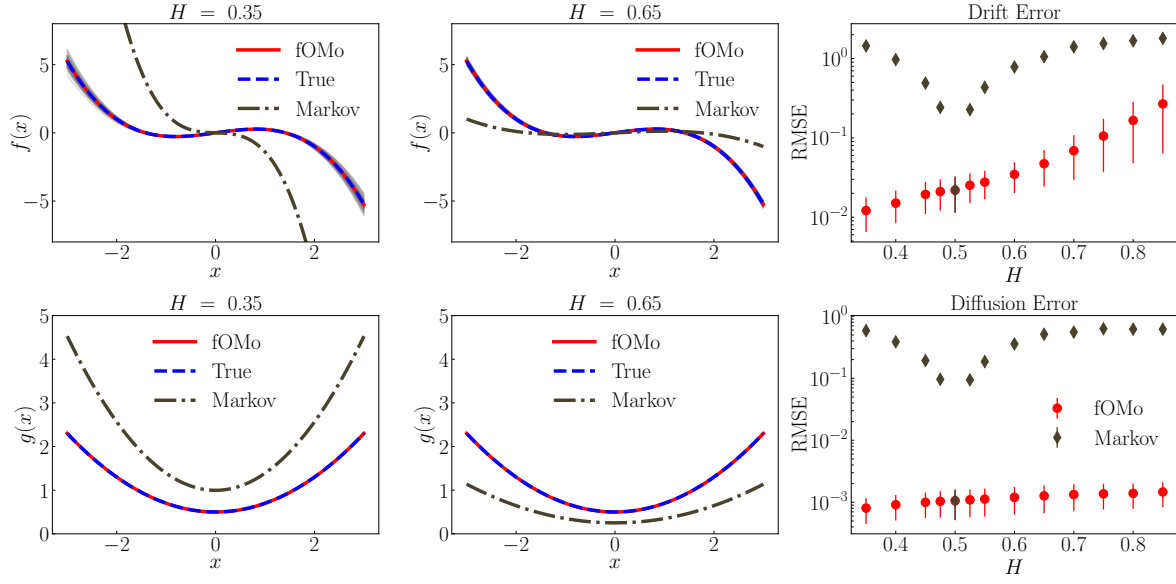 H = 0.35
5
0
−5
f(x)
−2
0
2
x
fOMo
True
Markov
H = 0.65
5
0
−5
f(x)
−2
0
2
x
fOMo
True
Markov
Drift Error
10^0
10^−1
10^−2
RMSE
0.4
0.5
0.6
0.7
0.8
H
H = 0.35
5
4
3
2
1
0
g(x)
−2
0
2
x
fOMo
True
Markov
H = 0.65
5
4
3
2
1
0
g(x)
−2
0
2
x
fOMo
True
Markov
Diffusion Error
10^0
10^−1
10^−2
10^−3
RMSE
0.4
0.5
0.6
0.7
0.8
H
fOMo
Markov